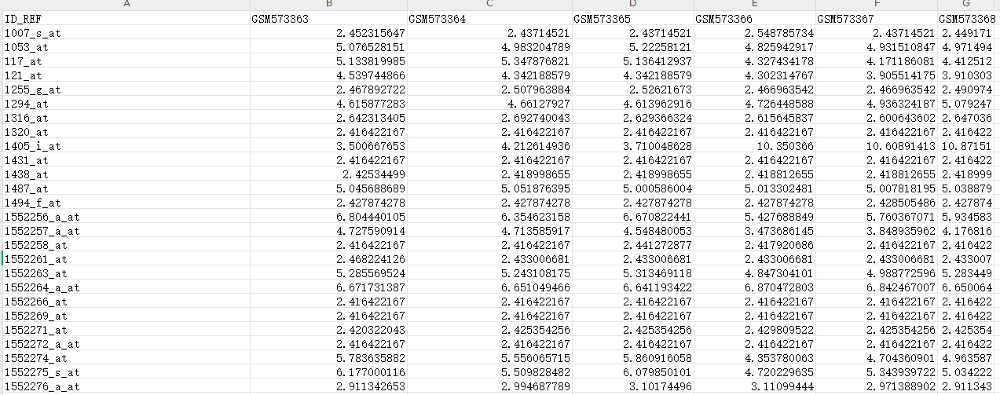 A B C D E F G
ID_REF GSM573363 GSM573364 GSM573365 GSM573366 GSM573367 GSM573368
1007_s_at 2.452315647 2.43714521 2.43714521 2.548785734 2.43714521 2.449171
1053_at 5.076528151 4.983204789 5.22258121 4.825942917 4.931510847 4.971494
117_at 5.133819985 5.347876821 5.136412937 4.327434178 4.171186081 4.412512
121_at 4.539744866 4.342188579 4.342188579 4.302314767 3.905514175 3.910303
1255_g_at 2.467892722 2.507963884 2.52621673 2.466963542 2.466963542 2.490974
1294_at 4.615877283 4.66127927 4.613962916 4.726448588 4.936324187 5.079247
1316_at 2.642313405 2.692740043 2.629366324 2.615645837 2.600643602 2.647036
1320_at 2.416422167 2.416422167 2.416422167 2.416422167 2.416422167 2.416422
1405_i_at 3.500667653 4.212614936 3.710048628 10.350366 10.60891413 10.87151
1431_at 2.416422167 2.416422167 2.416422167 2.416422167 2.416422167 2.416422
1438_at 2.42534499 2.418998655 2.418998655 2.418812655 2.418812655 2.418999
1487_at 5.045688689 5.051876395 5.000586004 5.013302481 5.007818195 5.038879
1494_f_at 2.427874278 2.427874278 2.427874278 2.427874278 2.428505486 2.427874
1552256_a_at 6.804440105 6.354623158 6.670822441 5.427688849 5.760367071 5.934583
1552257_a_at 4.727590914 4.713585917 4.548480053 3.473686145 3.848935962 4.176816
1552258_at 2.416422167 2.416422167 2.441272877 2.417920686 2.416422167 2.416422
1552261_at 2.468224126 2.433006681 2.433006681 2.433006681 2.433006681 2.433007
1552263_at 5.285569524 5.243108175 5.313469118 4.847304101 4.988772596 5.283449
1552264_a_at 6.671731387 6.651049466 6.641193422 6.870472803 6.842467007 6.650064
1552266_at 2.416422167 2.416422167 2.416422167 2.416422167 2.416422167 2.416422
1552269_at 2.416422167 2.416422167 2.416422167 2.416422167 2.416422167 2.416422
1552271_at 2.420322043 2.425354256 2.425354256 2.429809522 2.425354256 2.425354
1552272_a_at 2.416422167 2.416422167 2.416422167 2.416422167 2.416422167 2.416422
1552274_at 5.783635882 5.556065715 5.860916058 4.353780063 4.704360901 4.963587
1552275_s_at 6.177000116 5.509828482 6.079850101 4.720229635 5.343939722 5.034222
1552276_a_at 2.911342653 2.994687789 3.10174496 3.11099444 2.971388902 2.911343